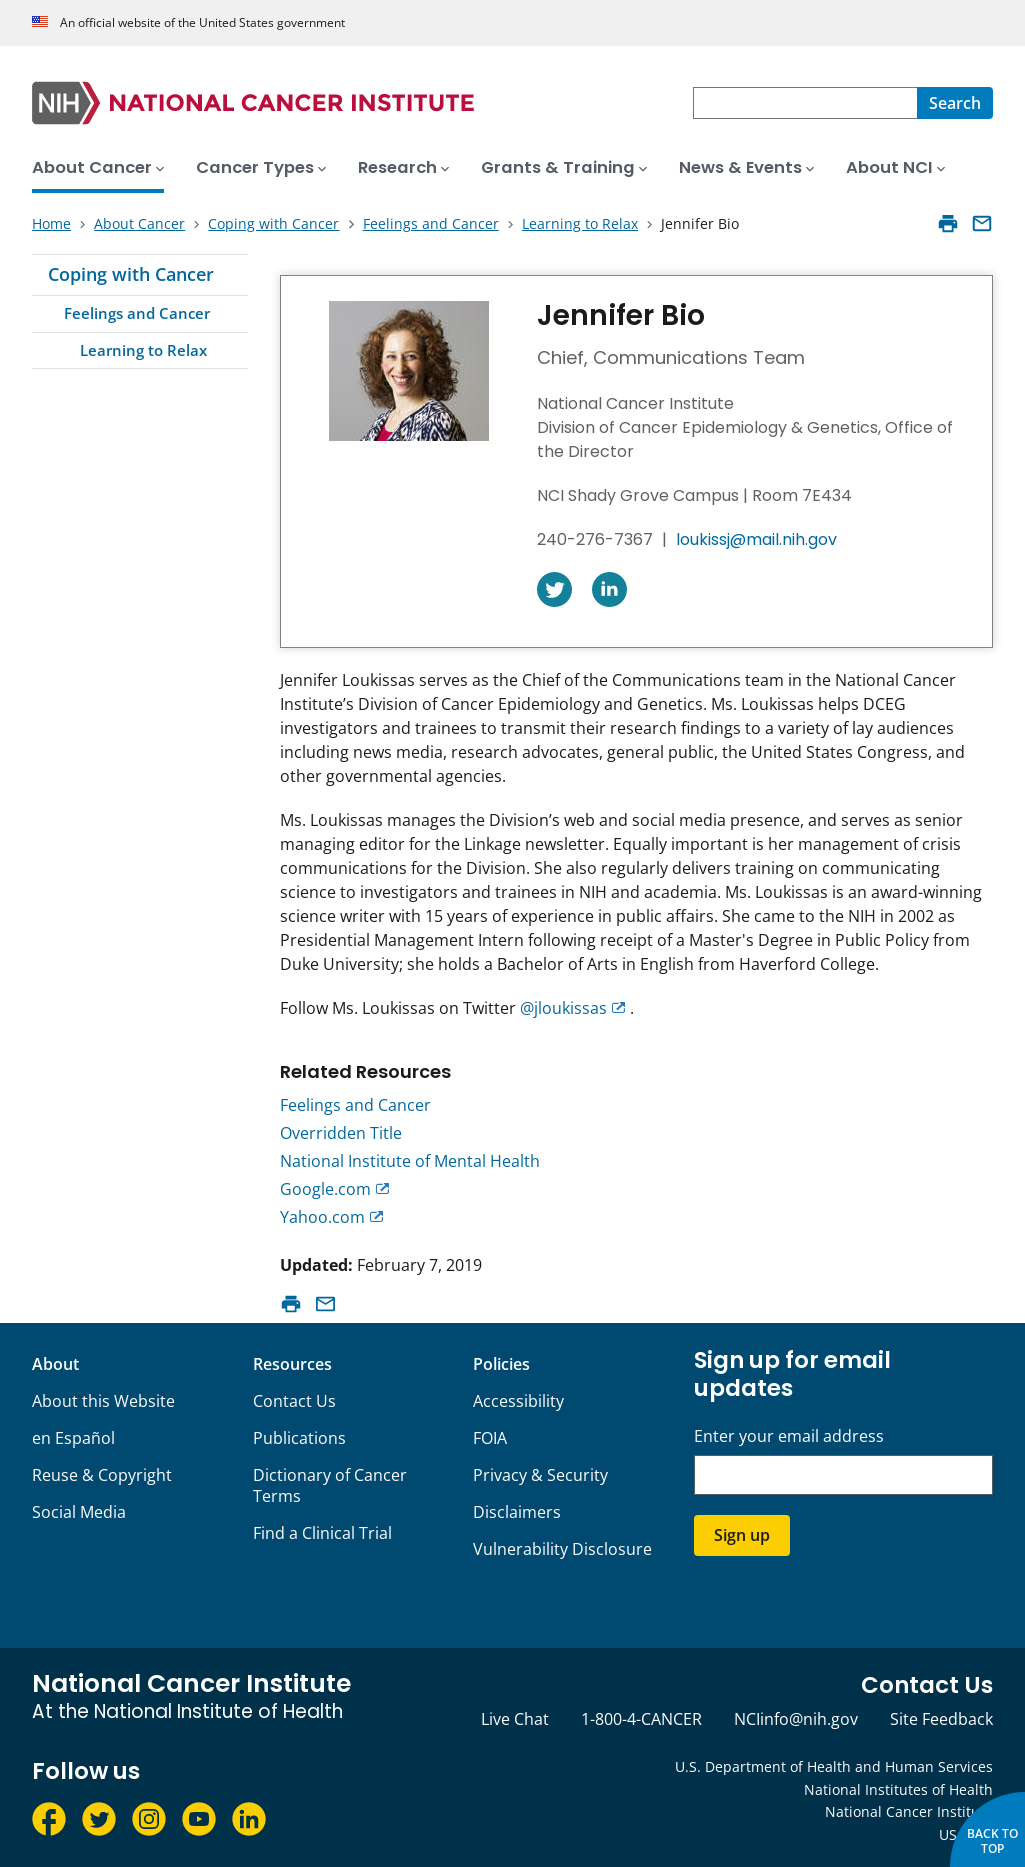 An official website of the United States government
NIH NATIONAL CANCER INSTITUTE
Search
About Cancer Cancer Types Research Grants & Training News & Events About NCI
Home > About Cancer > Coping with Cancer > Feelings and Cancer > Learning to Relax > Jennifer Bio
Coping with Cancer
Feelings and Cancer
Learning to Relax
Jennifer Bio
Chief, Communications Team
National Cancer Institute
Division of Cancer Epidemiology & Genetics, Office of
the Director
NCI Shady Grove Campus | Room 7E434
240-276-7367 | loukissj@mail.nih.gov
Jennifer Loukissas serves as the Chief of the Communications team in the National Cancer
Institute’s Division of Cancer Epidemiology and Genetics. Ms. Loukissas helps DCEG
investigators and trainees to transmit their research findings to a variety of lay audiences
including news media, research advocates, general public, the United States Congress, and
other governmental agencies.
Ms. Loukissas manages the Division’s web and social media presence, and serves as senior
managing editor for the Linkage newsletter. Equally important is her management of crisis
communications for the Division. She also regularly delivers training on communicating
science to investigators and trainees in NIH and academia. Ms. Loukissas is an award-winning
science writer with 15 years of experience in public affairs. She came to the NIH in 2002 as
Presidential Management Intern following receipt of a Master's Degree in Public Policy from
Duke University; she holds a Bachelor of Arts in English from Haverford College.
Follow Ms. Loukissas on Twitter @jloukissas .
Related Resources
Feelings and Cancer
Overridden Title
National Institute of Mental Health
Google.com
Yahoo.com
Updated: February 7, 2019
About
About this Website
en Español
Reuse & Copyright
Social Media
Resources
Contact Us
Publications
Dictionary of Cancer
Terms
Find a Clinical Trial
Policies
Accessibility
FOIA
Privacy & Security
Disclaimers
Vulnerability Disclosure
Sign up for email
updates
Enter your email address
Sign up
National Cancer Institute
At the National Institute of Health
Follow us
Contact Us
Live Chat 1-800-4-CANCER NCIinfo@nih.gov Site Feedback
U.S. Department of Health and Human Services
National Institutes of Health
National Cancer
BACK TO
TOP